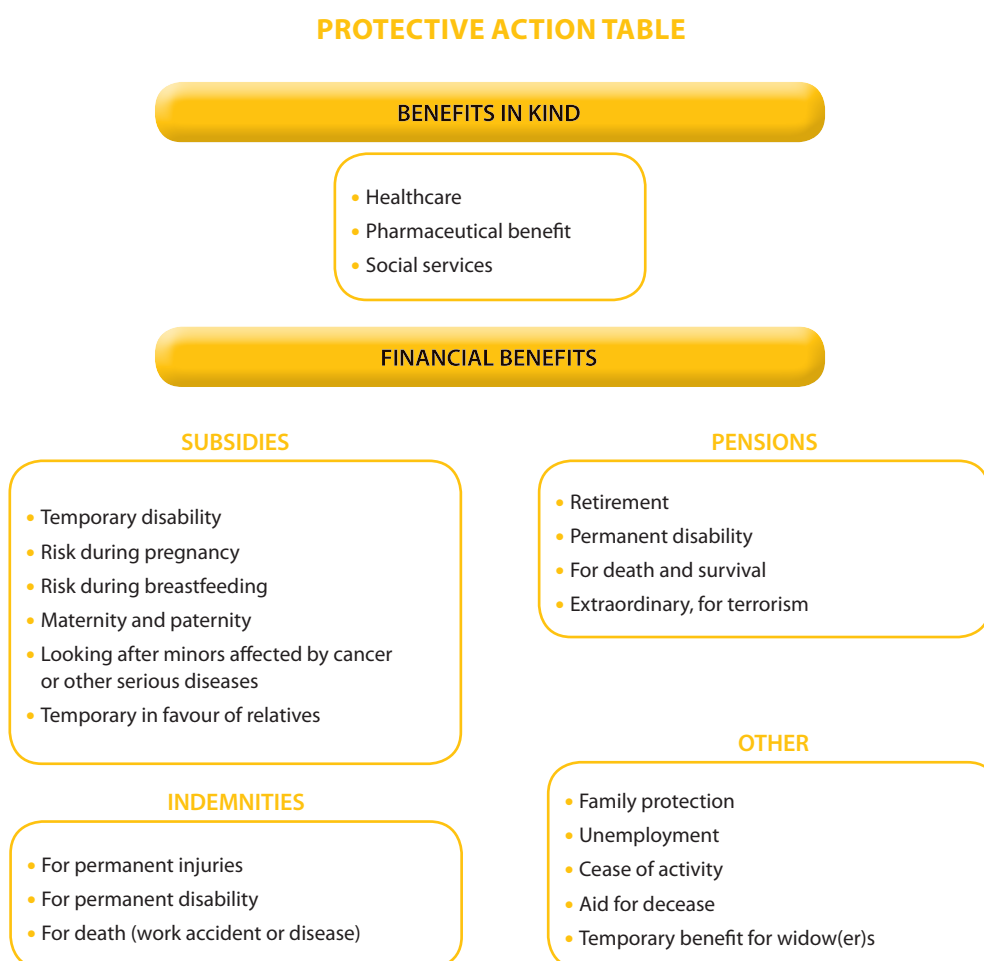 PROTECTIVE ACTION TABLE
BENEFITS IN KIND
• Healthcare
• Pharmaceutical benefit
• Social services
FINANCIAL BENEFITS
SUBSIDIES
• Temporary disability
• Risk during pregnancy
• Risk during breastfeeding
• Maternity and paternity
• Looking after minors affected by cancer
or other serious diseases
• Temporary in favour of relatives
PENSIONS
• Retirement
• Permanent disability
• For death and survival
• Extraordinary, for terrorism
INDEMNITIES
• For permanent injuries
• For permanent disability
• For death (work accident or disease)
OTHER
• Family protection
• Unemployment
• Cease of activity
• Aid for decease
• Temporary benefit for widow(er)s